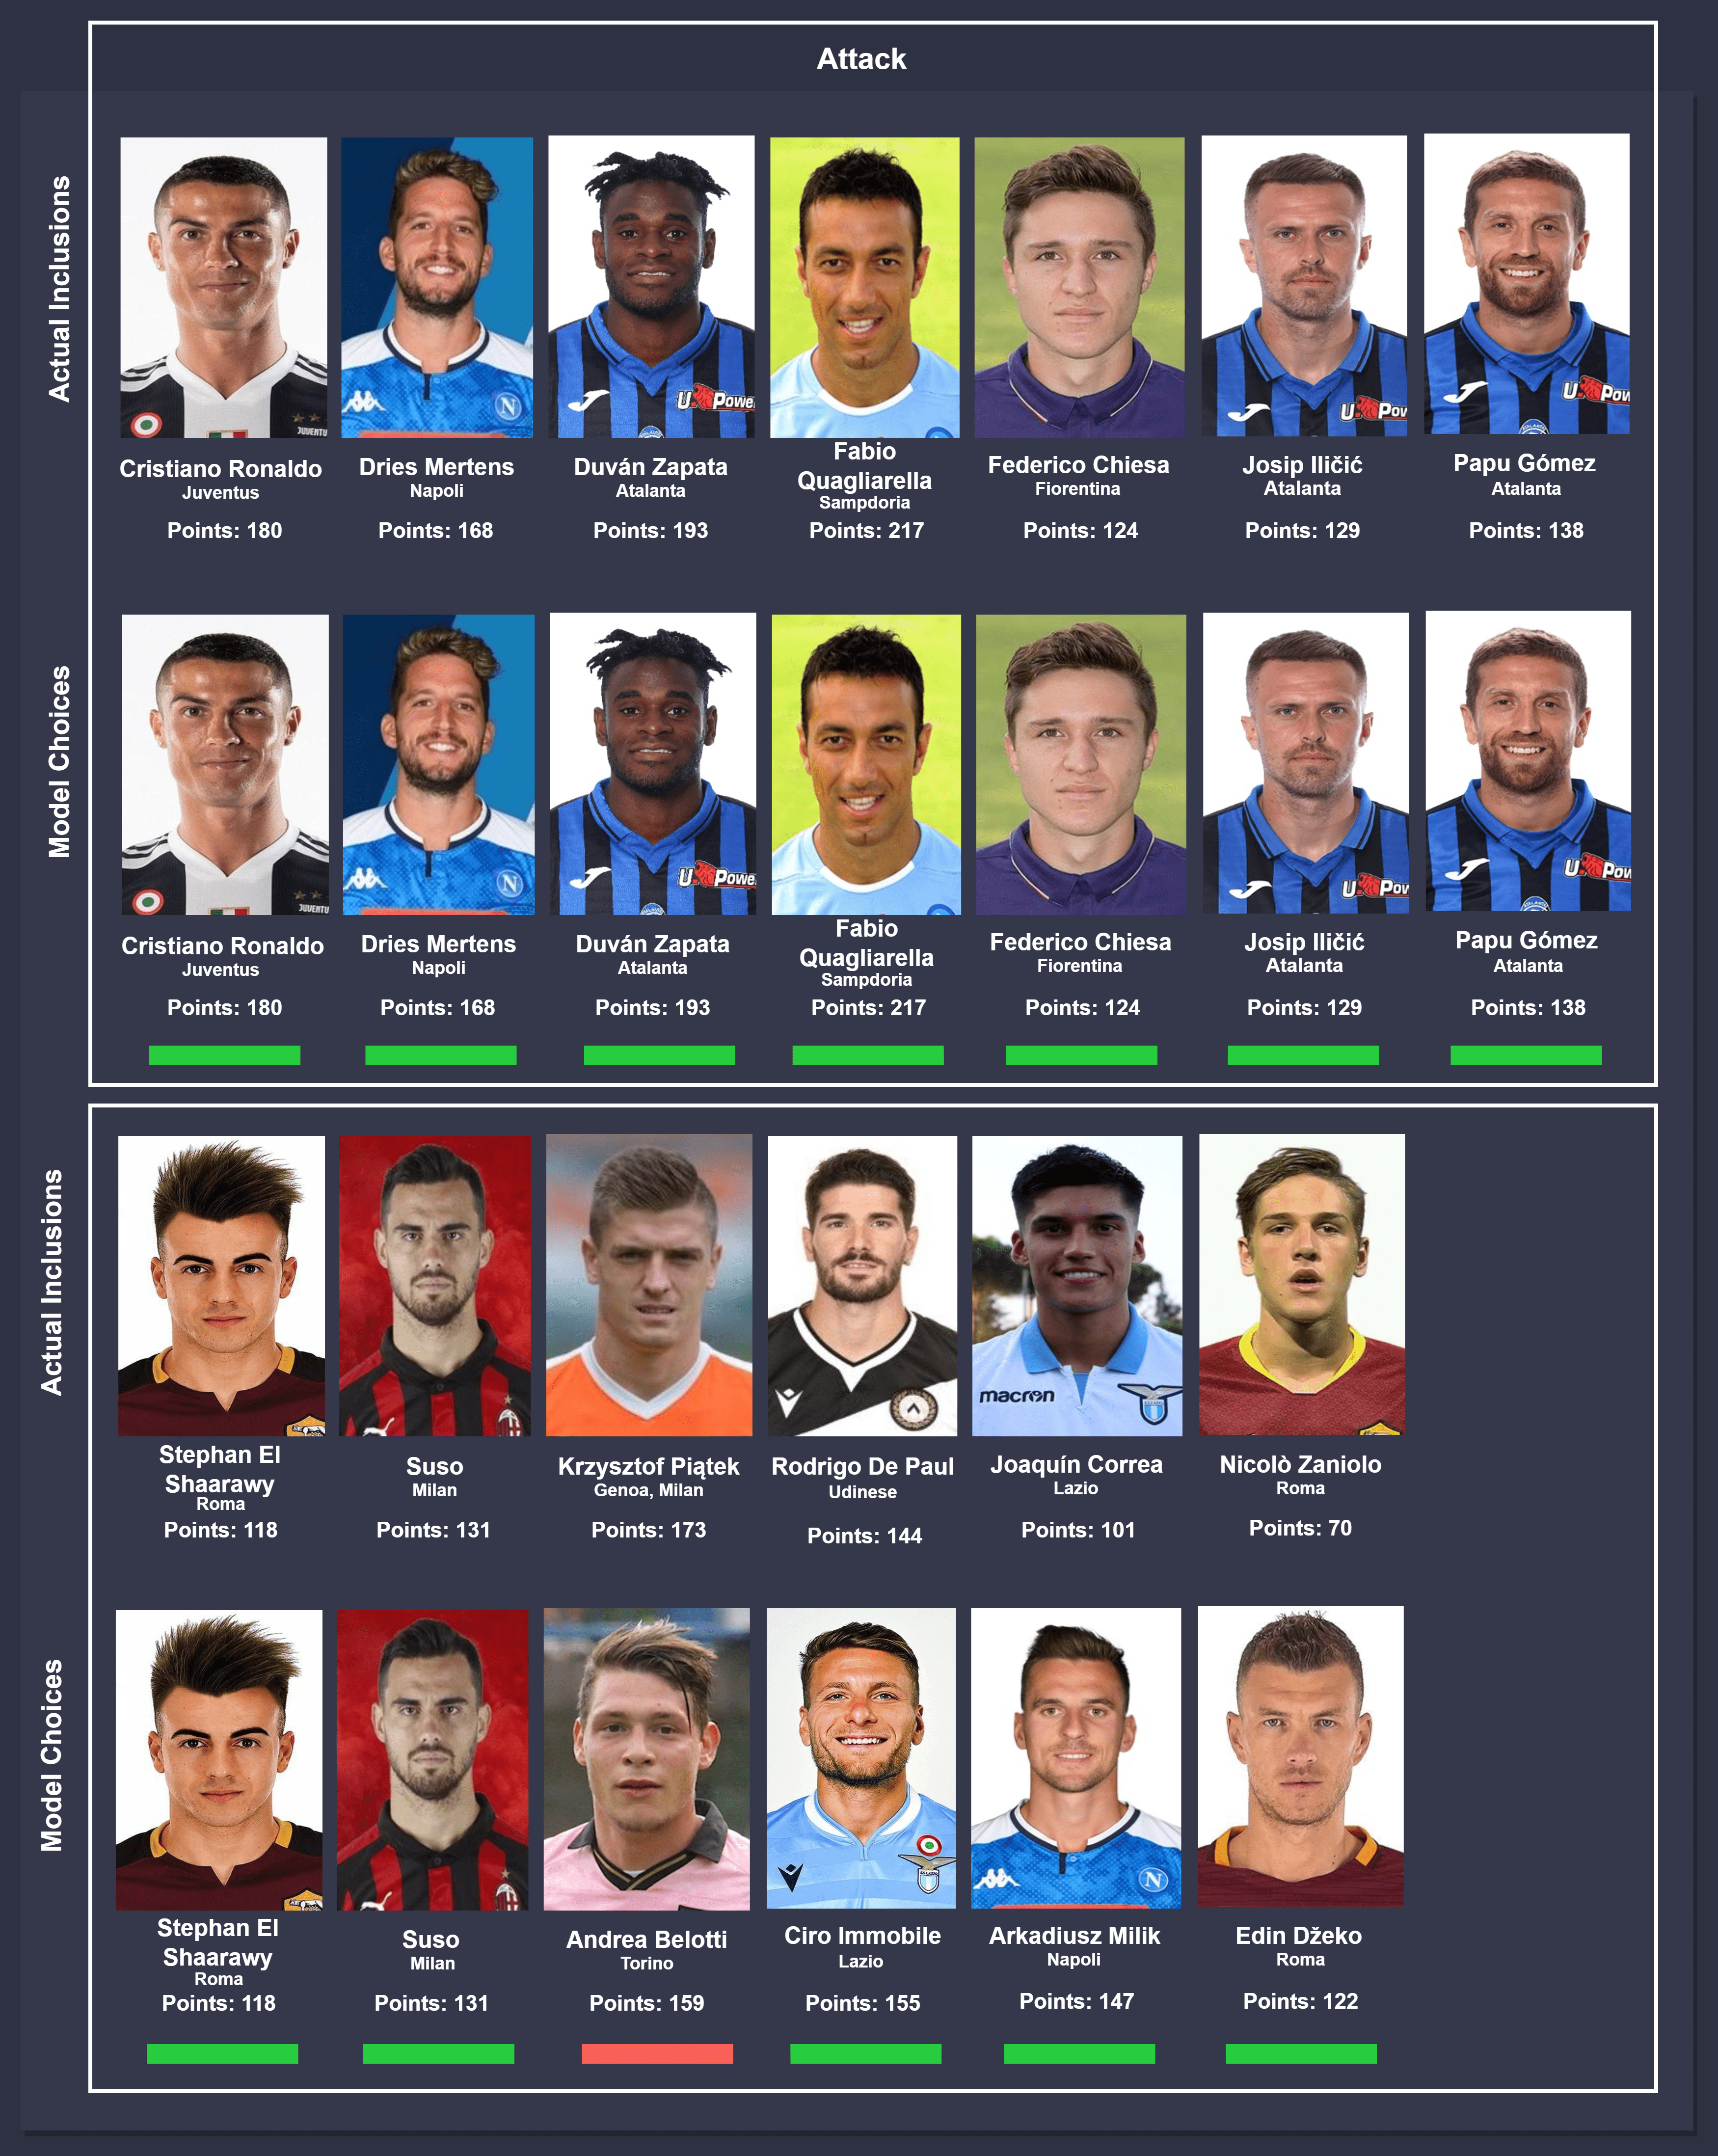 Attack
Actual Inclusions
Cristiano Ronaldo
Juventus
Points: 180
Dries Mertens
Napoli
Points: 168
Duván Zapata
Atalanta
Points: 193
Fabio
Quagliarella
Sampdoria
Points: 217
Federico Chiesa
Fiorentina
Points: 124
Josip Iličić
Atalanta
Points: 129
Papu Gómez
Atalanta
Points: 138
Model Choices
Cristiano Ronaldo
Juventus
Points: 180
Dries Mertens
Napoli
Points: 168
Duván Zapata
Atalanta
Points: 193
Fabio
Quagliarella
Sampdoria
Points: 217
Federico Chiesa
Fiorentina
Points: 124
Josip Iličić
Atalanta
Points: 129
Papu Gómez
Atalanta
Points: 138
Actual Inclusions
macron
Stephan El
Shaarawy
Roma
Points: 118
Suso
Milan
Points: 131
Krzysztof Piątek
Genoa, Milan
Points: 173
Rodrigo De Paul
Udinese
Points: 144
Joaquín Correa
Lazio
Points: 101
Nicolò Zaniolo
Roma
Points: 70
Model Choices
Stephan El
Shaarawy
Roma
Points: 118
Suso
Milan
Points: 131
Andrea Belotti
Torino
Points: 159
Ciro Immobile
Lazio
Points: 155
Arkadiusz Milik
Napoli
Points: 147
Edin Džeko
Roma
Points: 122